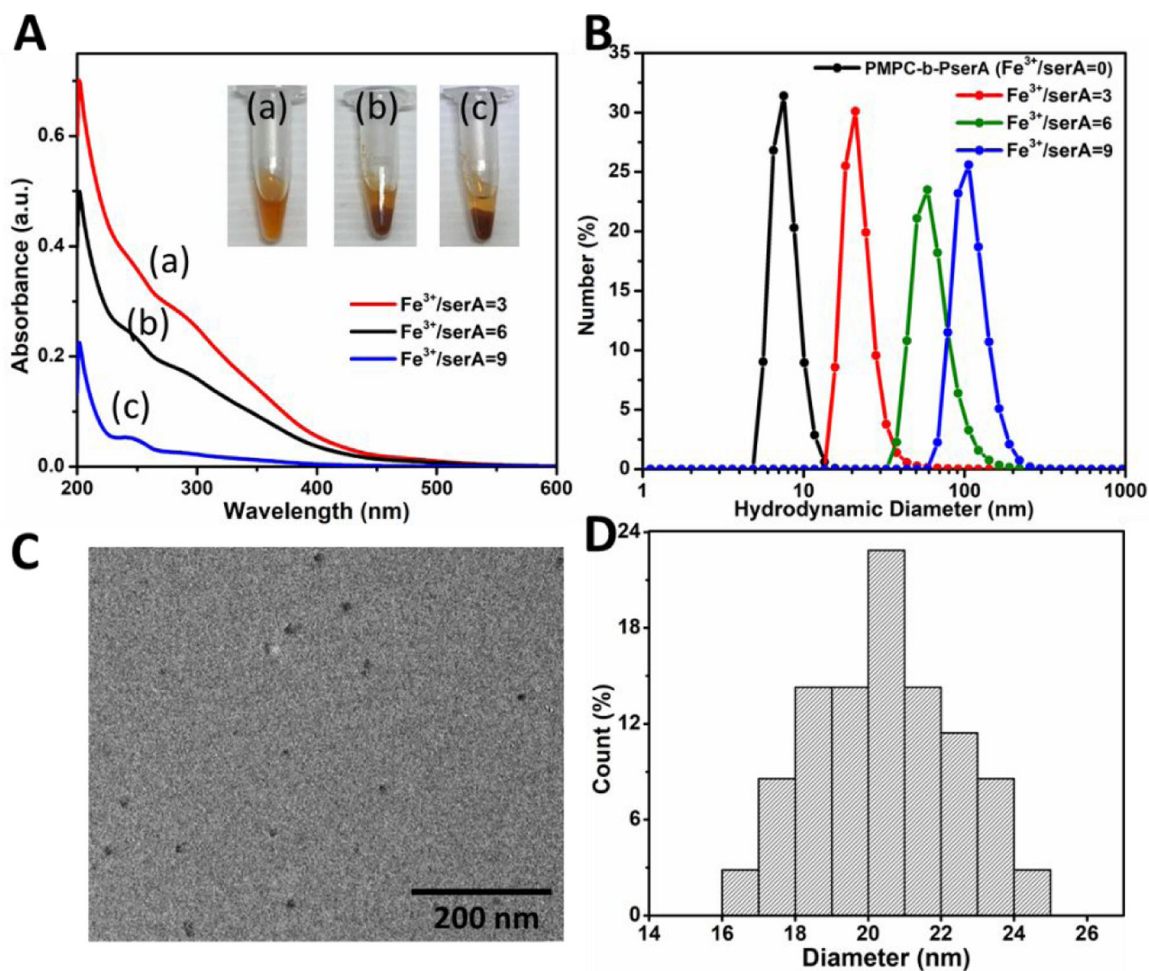 A
0.6
0.4
0.2
0.0
Absorbance (a.u.)
200
300
400
500
600
Wavelength (nm)
(a)
(b)
(c)
(a)
(b)
(c)
Fe³⁺/serA=3
Fe³⁺/serA=6
Fe³⁺/serA=9
B
35
30
25
20
15
10
5
0
Number (%)
1
10
100
1000
Hydrodynamic Diameter (nm)
PMPC-b-PserA (Fe³⁺/serA=0)
Fe³⁺/serA=3
Fe³⁺/serA=6
Fe³⁺/serA=9
C
200 nm
D
24
18
12
6
0
Count (%)
14
16
18
20
22
24
26
Diameter (nm)